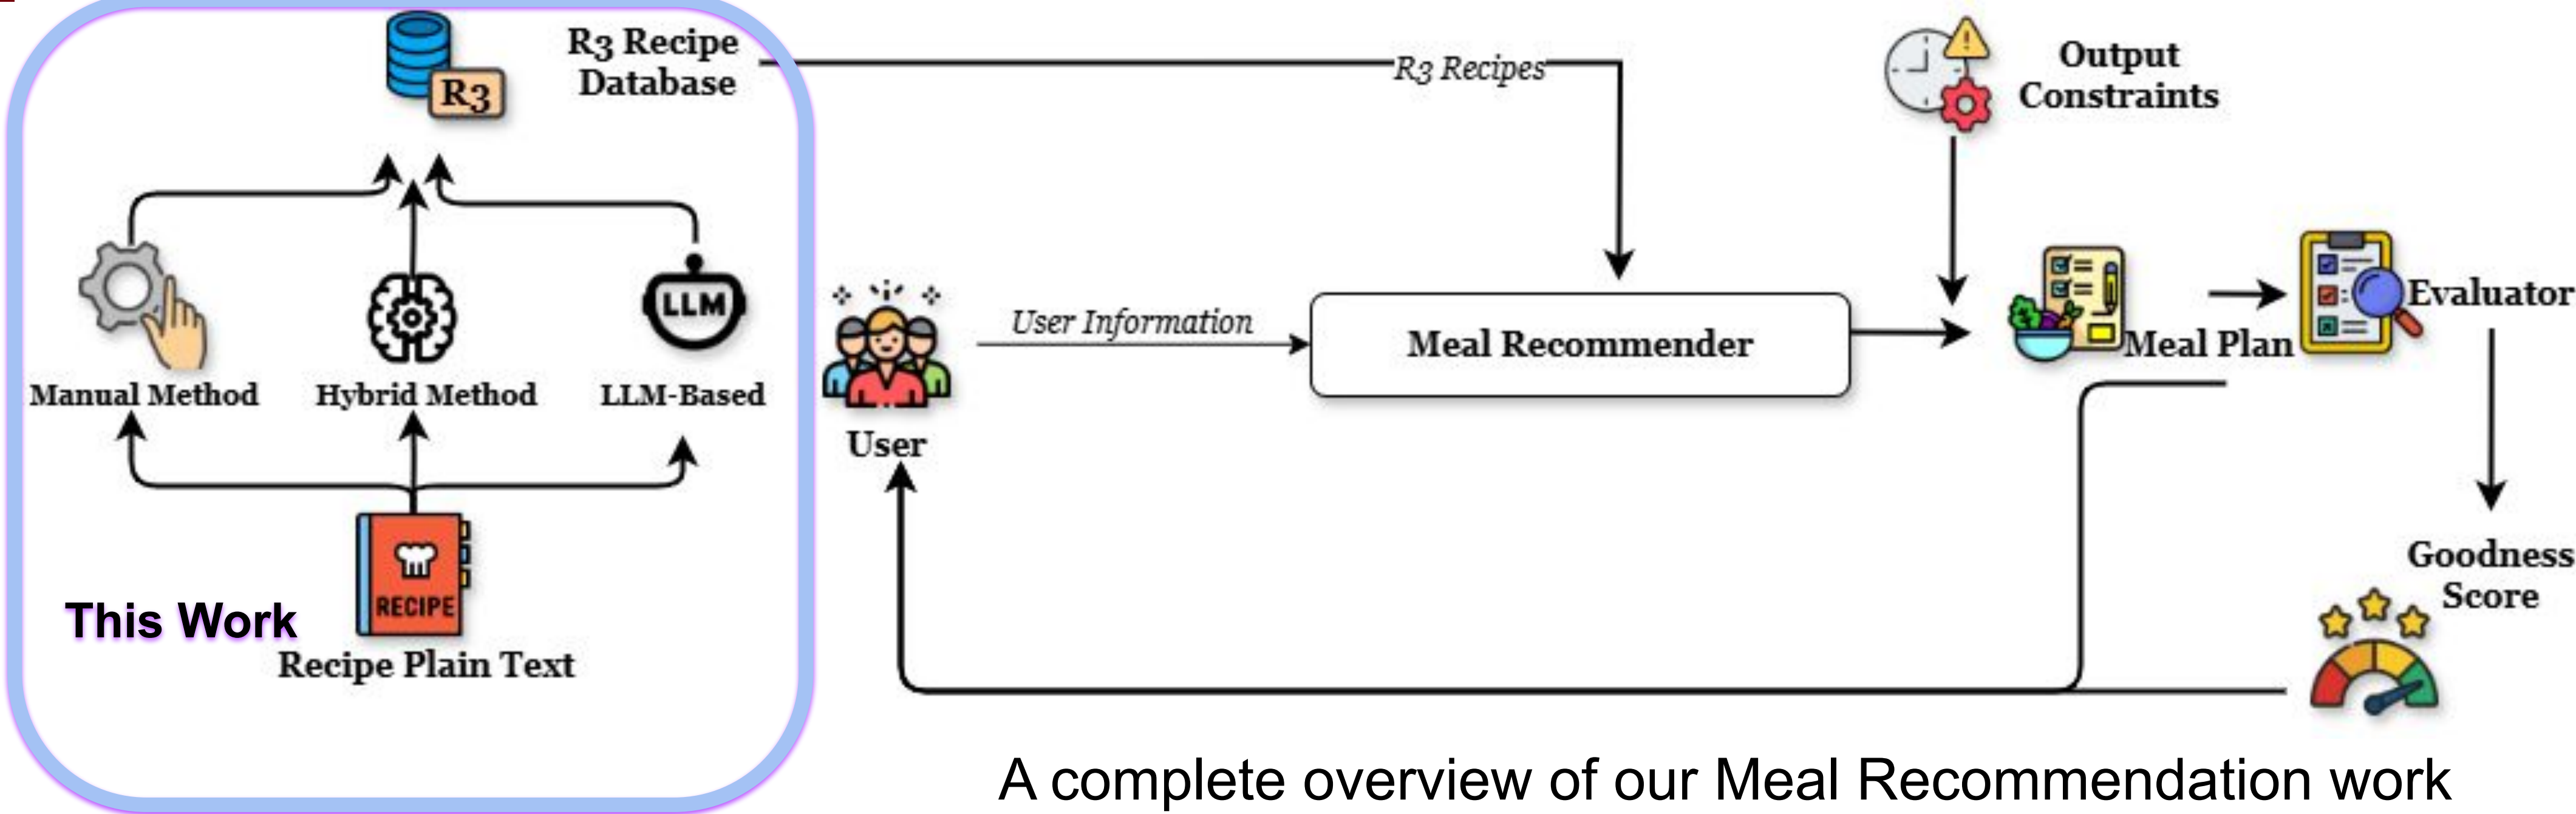 R3 Recipe
Database
R3
Manual Method
Hybrid Method
LLM
LLM-Based
RECIPE
This Work
Recipe Plain Text
R3 Recipes
User Information
User
Meal Recommender
Output
Constraints
Meal Plan
Evaluator
Goodness
Score
A complete overview of our Meal Recommendation work